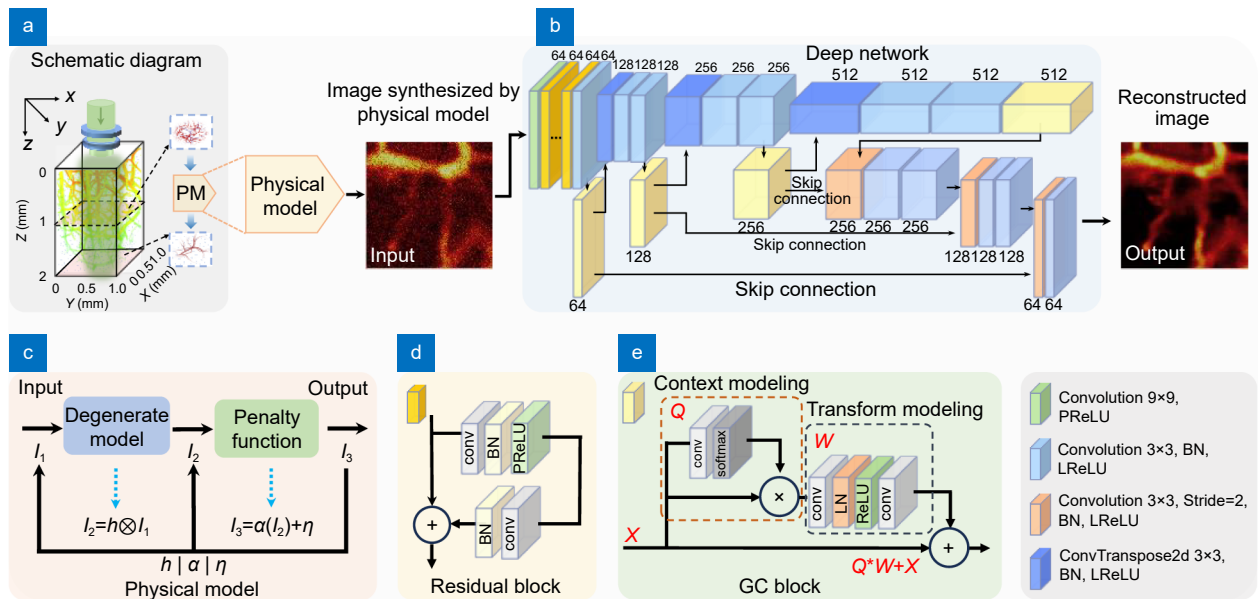 a
Schematic diagram
x
y
z
0
1
2
Z (mm)
0 0.5 1.0
Y (mm)
0 0.51.0
X (mm)
PM
Physical
model
Image synthesized by
physical model
Input
b
Deep network
64 64 64 64
128 128 128
256 256 256
512 512 512 512
...
Skip
connection
256 256 256
Skip connection
128
128 128 128
Skip connection
64
64 64
Reconstructed
image
Output
c
Input
Output
Degenerate
model
Penalty
function
I1
I2
I3
I2=h⊗I1
I3=α(I2)+η
h | α | η
Physical model
d
conv
BN
PReLU
BN
conv
+
Residual block
e
Context modeling
Q
conv
softmax
×
Transform modeling
W
conv
LN
ReLU
conv
X
Q*W+X
+
GC block
Convolution 9×9,
PReLU
Convolution 3×3, BN,
LReLU
Convolution 3×3, Stride=2,
BN, LReLU
ConvTranspose2d 3×3,
BN, LReLU